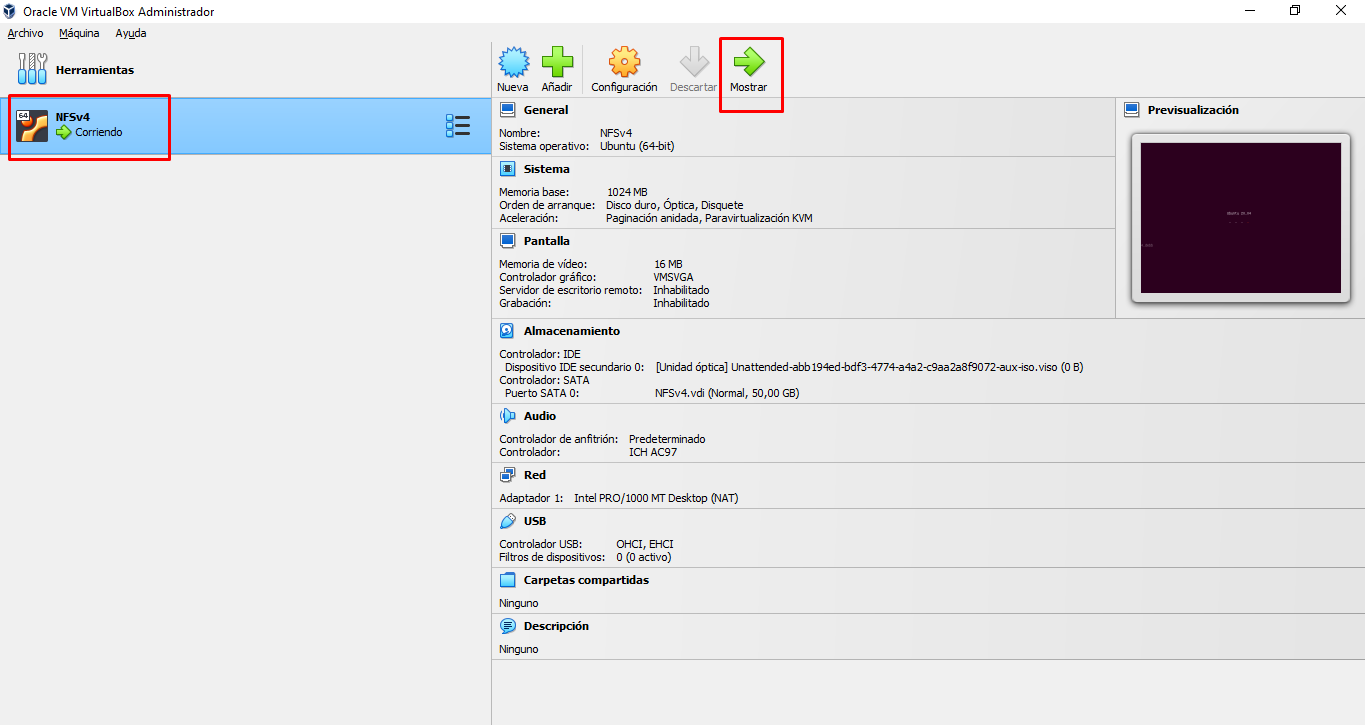 Oracle VM VirtualBox Administrador
Archivo Máquina Ayuda
Herramientas
64
NFSv4
Corriendo
Nueva Añadir Configuración Descartar Mostrar
General
Nombre: NFSv4
Sistema operativo: Ubuntu (64-bit)
Sistema
Memoria base: 1024 MB
Orden de arranque: Disco duro, Óptica, Disquete
Aceleración: Paginación anidada, Paravirtualización KVM
Pantalla
Memoria de vídeo: 16 MB
Controlador gráfico: VMSVGA
Servidor de escritorio remoto: Inhabilitado
Grabación: Inhabilitado
Previsualización
Almacenamiento
Controlador: IDE
Dispositivo IDE secundario 0: [Unidad óptica] Unattended-abb194ed-bdf3-4774-a4a2-c9aa2a8f9072-aux-iso.viso (0 B)
Controlador: SATA
Puerto SATA 0: NFSv4.vdi (Normal, 50,00 GB)
Audio
Controlador de anfitrión: Predeterminado
Controlador: ICH AC97
Red
Adaptador 1: Intel PRO/1000 MT Desktop (NAT)
USB
Controlador USB: OHCI, EHCI
Filtros de dispositivos: 0 (0 activo)
Carpetas compartidas
Ninguno
Descripción
Ninguno